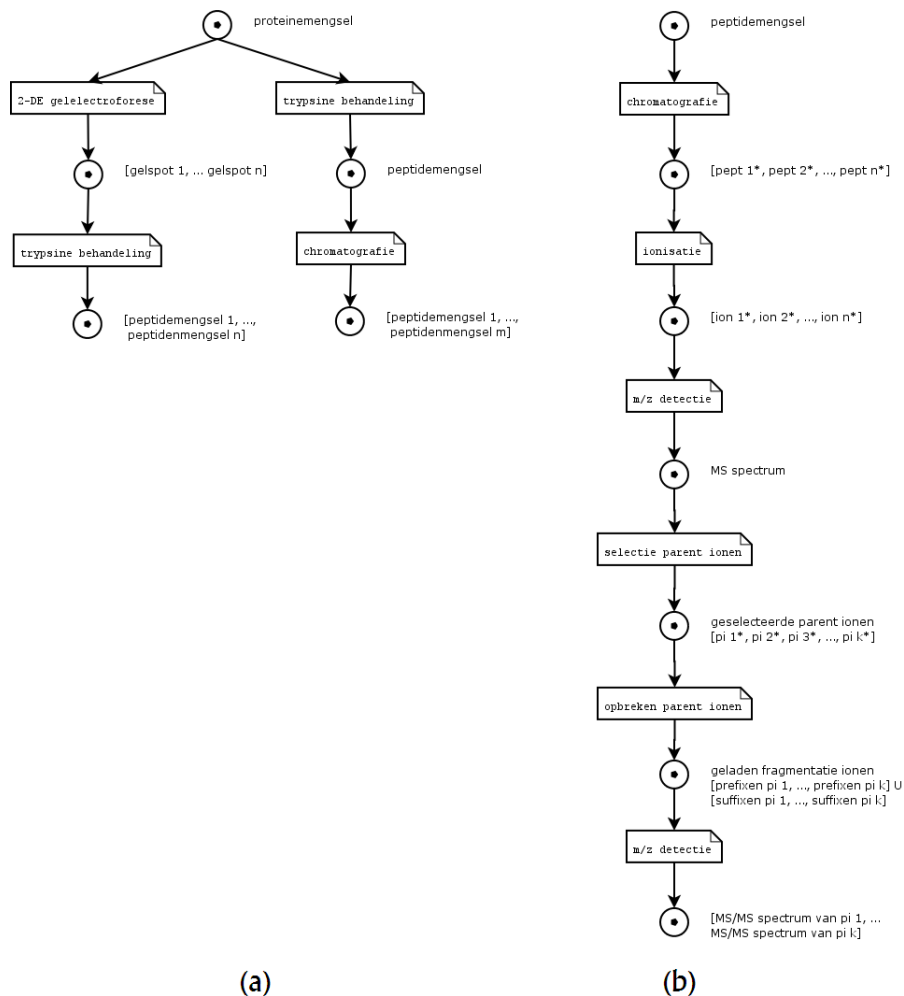 proteinemengsel
2-DE gelelectroforese
trypsine behandeling
[gelspot 1, ... gelspot n]
peptidemengsel
trypsine behandeling
chromatografie
[peptidemengsel 1, ...,
peptidenmengsel n]
[peptidemengsel 1, ...,
peptidenmengsel m]
(a)
peptidemengsel
chromatografie
[pept 1*, pept 2*, ..., pept n*]
ionisatie
[ion 1*, ion 2*, ..., ion n*]
m/z detectie
MS spectrum
selectie parent ionen
geselecteerde parent ionen
[pi 1*, pi 2*, pi 3*, ..., pi k*]
opbreken parent ionen
geladen fragmentatie ionen
[prefixen pi 1, ..., prefixen pi k] U
[suffixen pi 1, ..., suffixen pi k]
m/z detectie
[MS/MS spectrum van pi 1, ...
MS/MS spectrum van pi k]
(b)